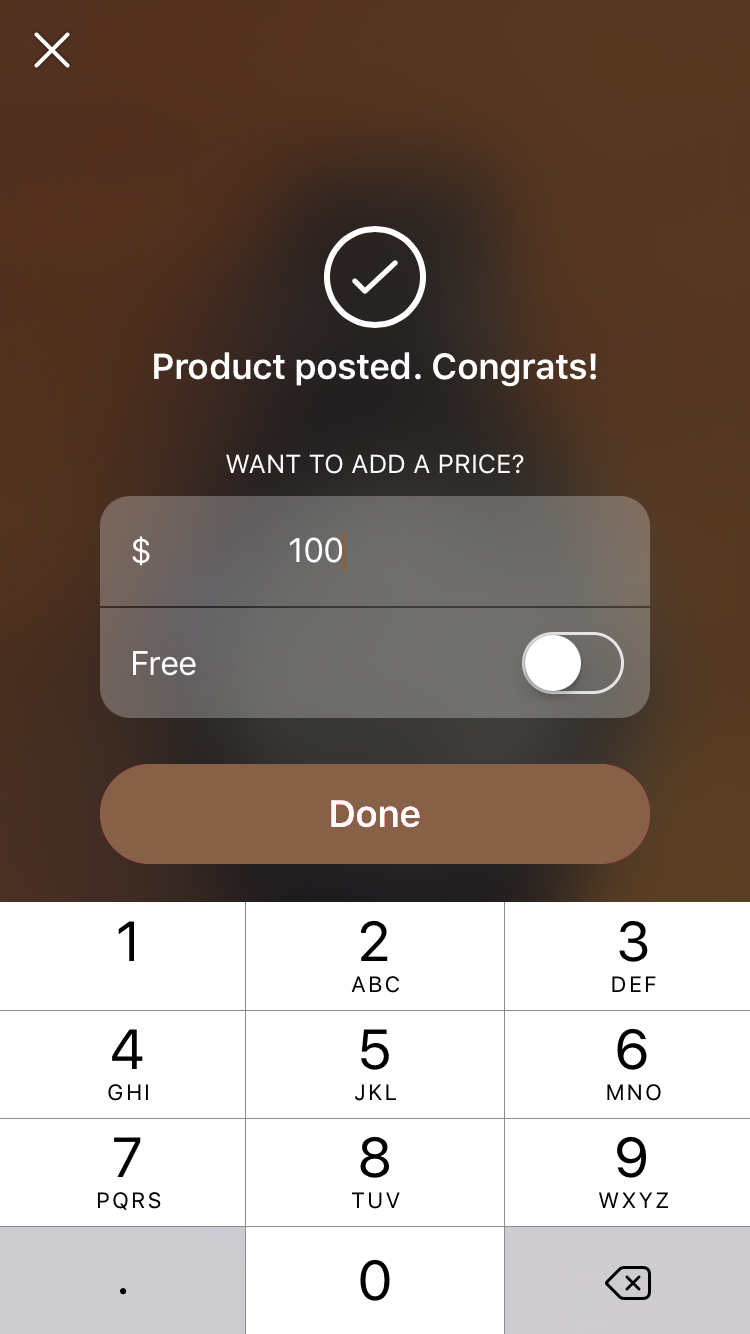 Product posted. Congrats!
WANT TO ADD A PRICE?
$ 100
Free
Done
1 2 3
ABC DEF
4 5 6
GHI JKL MNO
7 8 9
PQRS TUV WXYZ
. 0